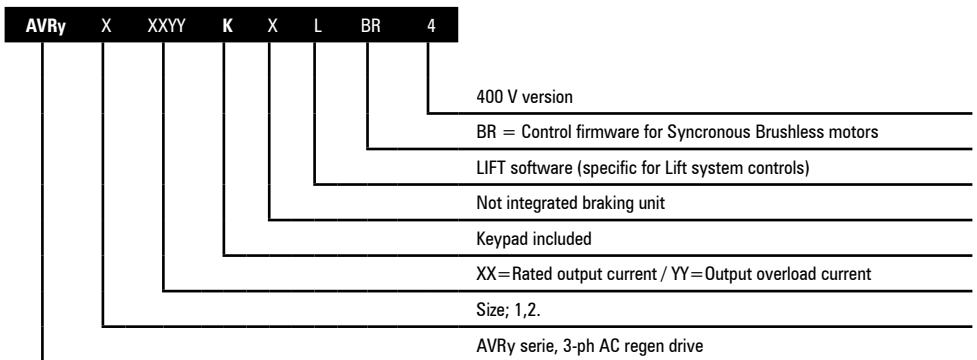 AVRy X XXYY K X L BR 4
400 V version
BR = Control firmware for Syncronous Brushless motors
LIFT software (specific for Lift system controls)
Not integrated braking unit
Keypad included
XX=Rated output current / YY=Output overload current
Size; 1,2.
AVRy serie, 3-ph AC regen drive